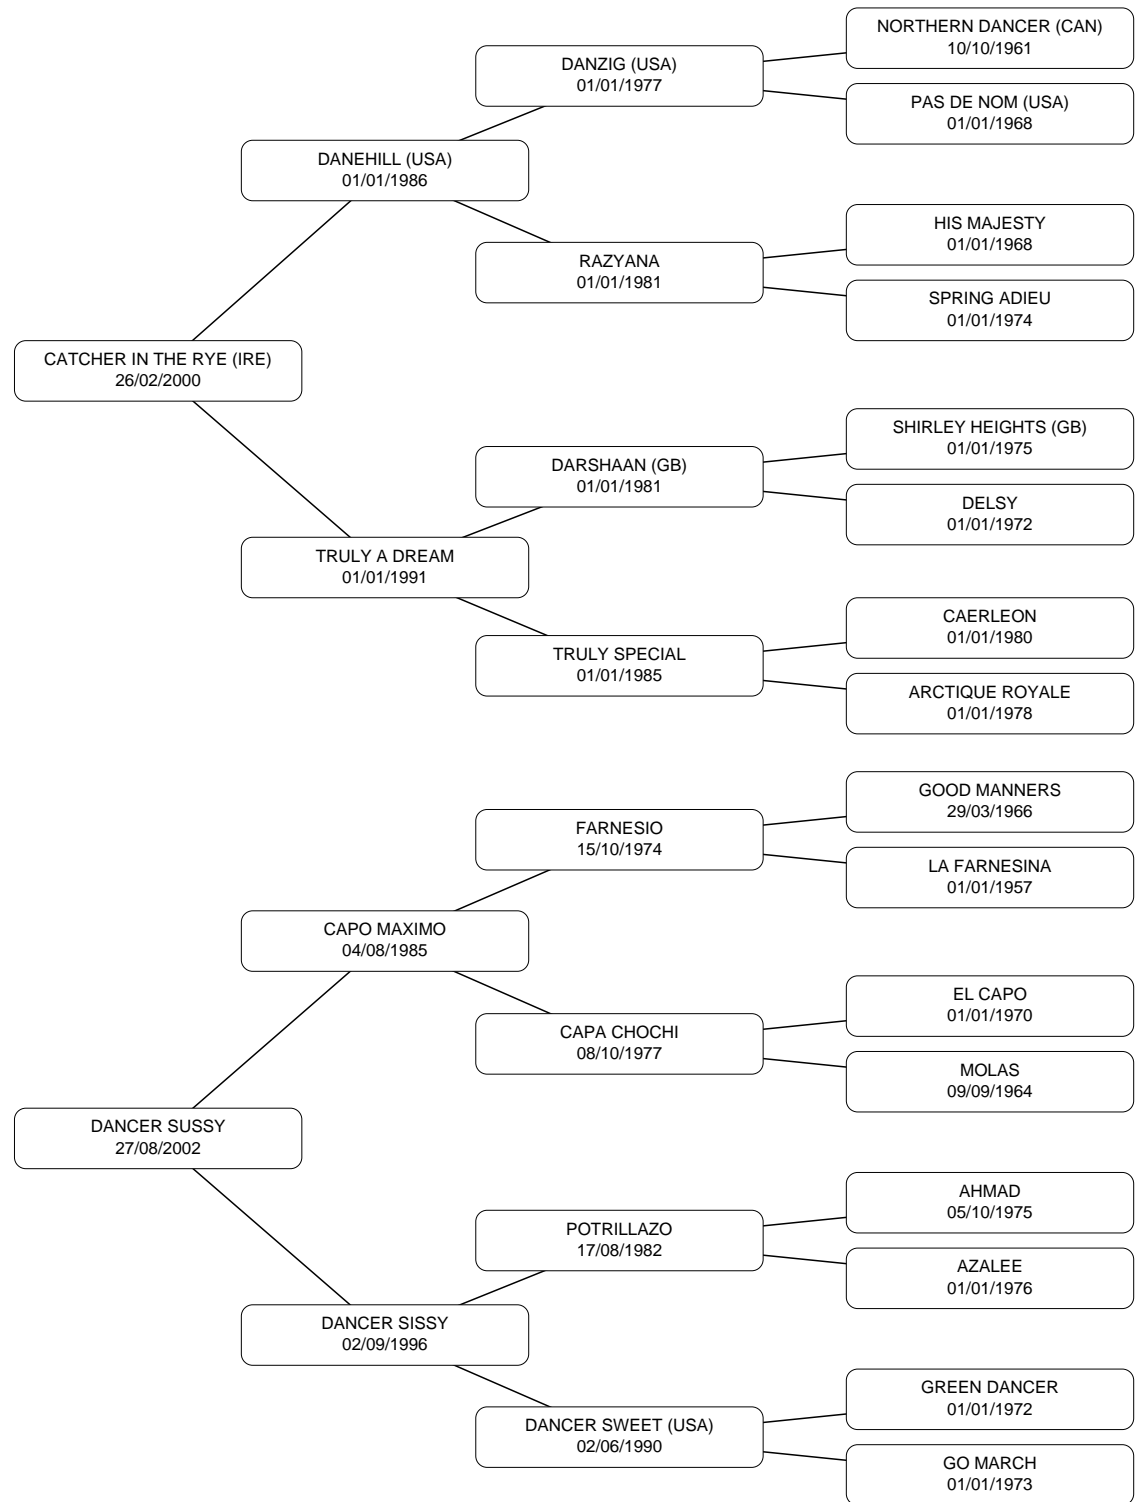 NORTHERN DANCER (CAN)
10/10/1961
DANZIG (USA)
01/01/1977
PAS DE NOM (USA)
01/01/1968
DANEHILL (USA)
01/01/1986
HIS MAJESTY
01/01/1968
RAZYANA
01/01/1981
SPRING ADIEU
01/01/1974
CATCHER IN THE RYE (IRE)
26/02/2000
SHIRLEY HEIGHTS (GB)
01/01/1975
DARSHAAN (GB)
01/01/1981
DELSY
01/01/1972
TRULY A DREAM
01/01/1991
CAERLEON
01/01/1980
TRULY SPECIAL
01/01/1985
ARCTIQUE ROYALE
01/01/1978
GOOD MANNERS
29/03/1966
FARNESIO
15/10/1974
LA FARNESINA
01/01/1957
CAPO MAXIMO
04/08/1985
EL CAPO
01/01/1970
CAPA CHOCHI
08/10/1977
MOLAS
09/09/1964
DANCER SUSSY
27/08/2002
AHMAD
05/10/1975
POTRILLAZO
17/08/1982
AZALEE
01/01/1976
DANCER SISSY
02/09/1996
GREEN DANCER
01/01/1972
DANCER SWEET (USA)
02/06/1990
GO MARCH
01/01/1973